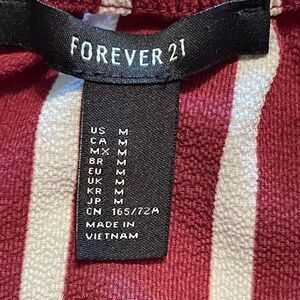 FOREVER 21
US M
CA M
MX M
BR M
EU M
UK M
KR M
JP M
CN 165/72A
MADE IN
VIETNAM